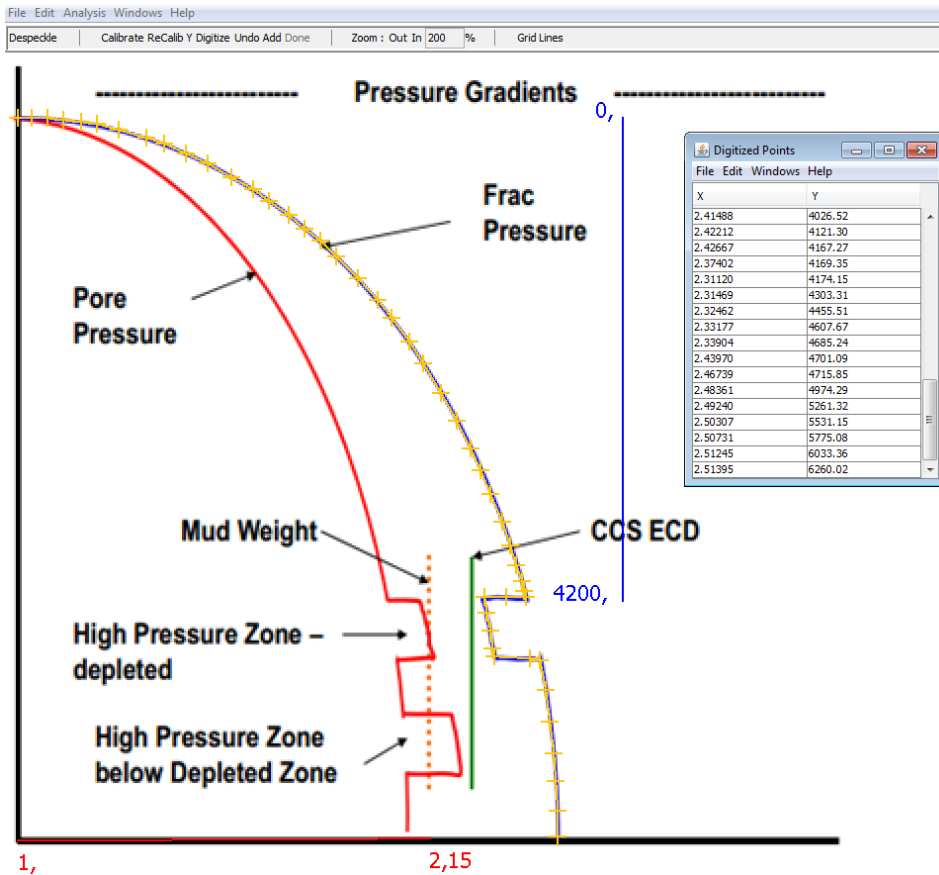 File Edit Analysis Windows Help
Despeckle Calibrate ReCalib Y Digitize Undo Add Done Zoom : Out In 200 % Grid Lines
-------------------------- Pressure Gradients ---------------------------
0,
Digitized Points
File Edit Windows Help
X Y
2.41488 4026.52
2.42212 4121.30
2.42667 4167.27
2.37402 4169.35
2.31120 4174.15
2.31469 4303.31
2.32462 4455.51
2.33177 4607.67
2.33904 4685.24
2.43970 4701.09
2.46739 4715.85
2.48361 4974.29
2.49240 5261.32
2.50307 5531.15
2.50731 5775.08
2.51245 6033.36
2.51395 6260.02
Frac
Pressure
Pore
Pressure
Mud Weight
CCS ECD
4200,
High Pressure Zone –
depleted
High Pressure Zone
below Depleted Zone
1,
2,15